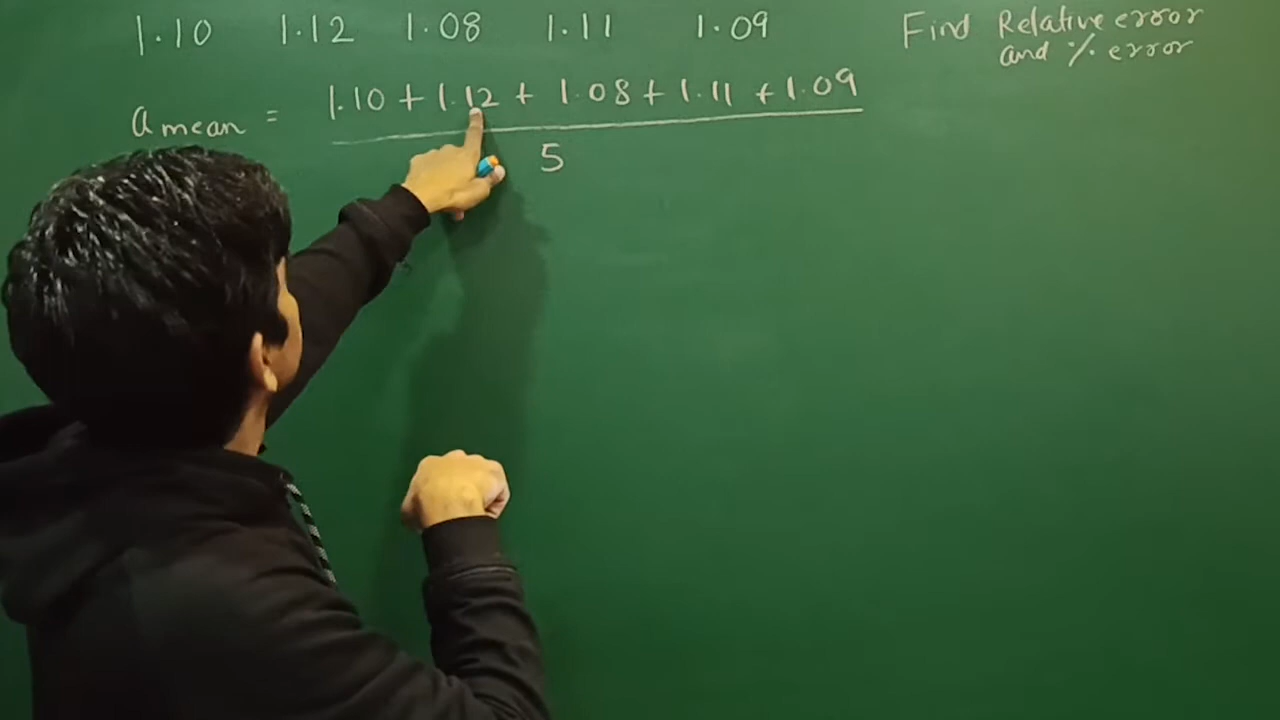 1.10 1.12 1.08 1.11 1.09
Find Relative error
and % error
a mean = 1.10 + 1.12 + 1.08 + 1.11 + 1.09
5